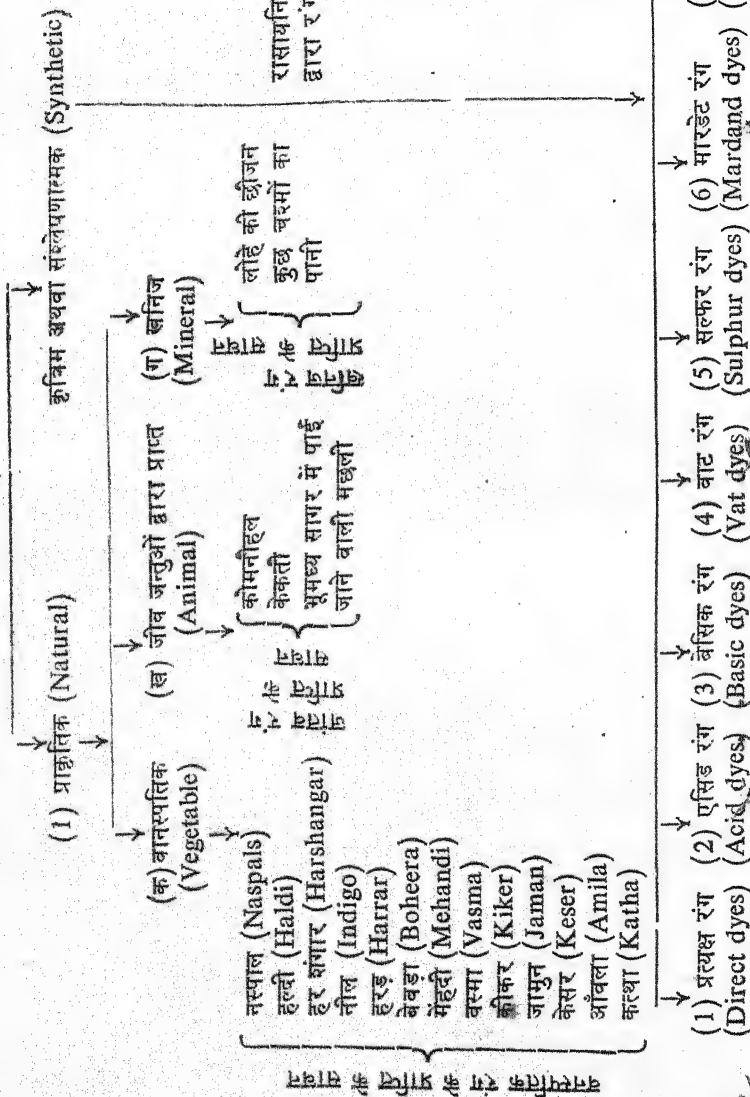 कृत्रिम अथवा संश्लेषणात्मक (Synthetic)
(1) प्राकृतिक (Natural)
(क) वानस्पतिक
(Vegetable)
(ख) जीव जन्तुओं द्वारा प्राप्त
(Animal)
(ग) खनिज
(Mineral)
रासायनि
द्वारा रंग
वानस्पतिक रंग
के प्राप्ति के साधन
नस्पाल (Naspals)
हल्दी (Haldi)
हर शंगार (Harshangar)
नील (Indigo)
हरड़ (Harrar)
बेवड़ा (Boheera)
मेंहदी (Mehandi)
वस्मा (Vasma)
कीकर (Kiker)
जामुन (Jaman)
केसर (Keser)
आँवला (Amila)
कत्था (Katha)
जांतव रंग
प्राप्ति के
साधन
कोमनीहल
केकती
भूमध्य सागर में पाई
जाने वाली मछली
रंग
प्राप्ति के साधन
लोहे की छीजन
कुछ चश्मों का
पानी
(1) प्रत्यक्ष रंग
(Direct dyes)
(2) एसिड रंग
(Acid dyes)
(3) बेसिक रंग
(Basic dyes)
(4) वाट रंग
(Vat dyes)
(5) सल्फर रंग
(Sulphur dyes)
(6) मारडेट रंग
(Mardand dyes)